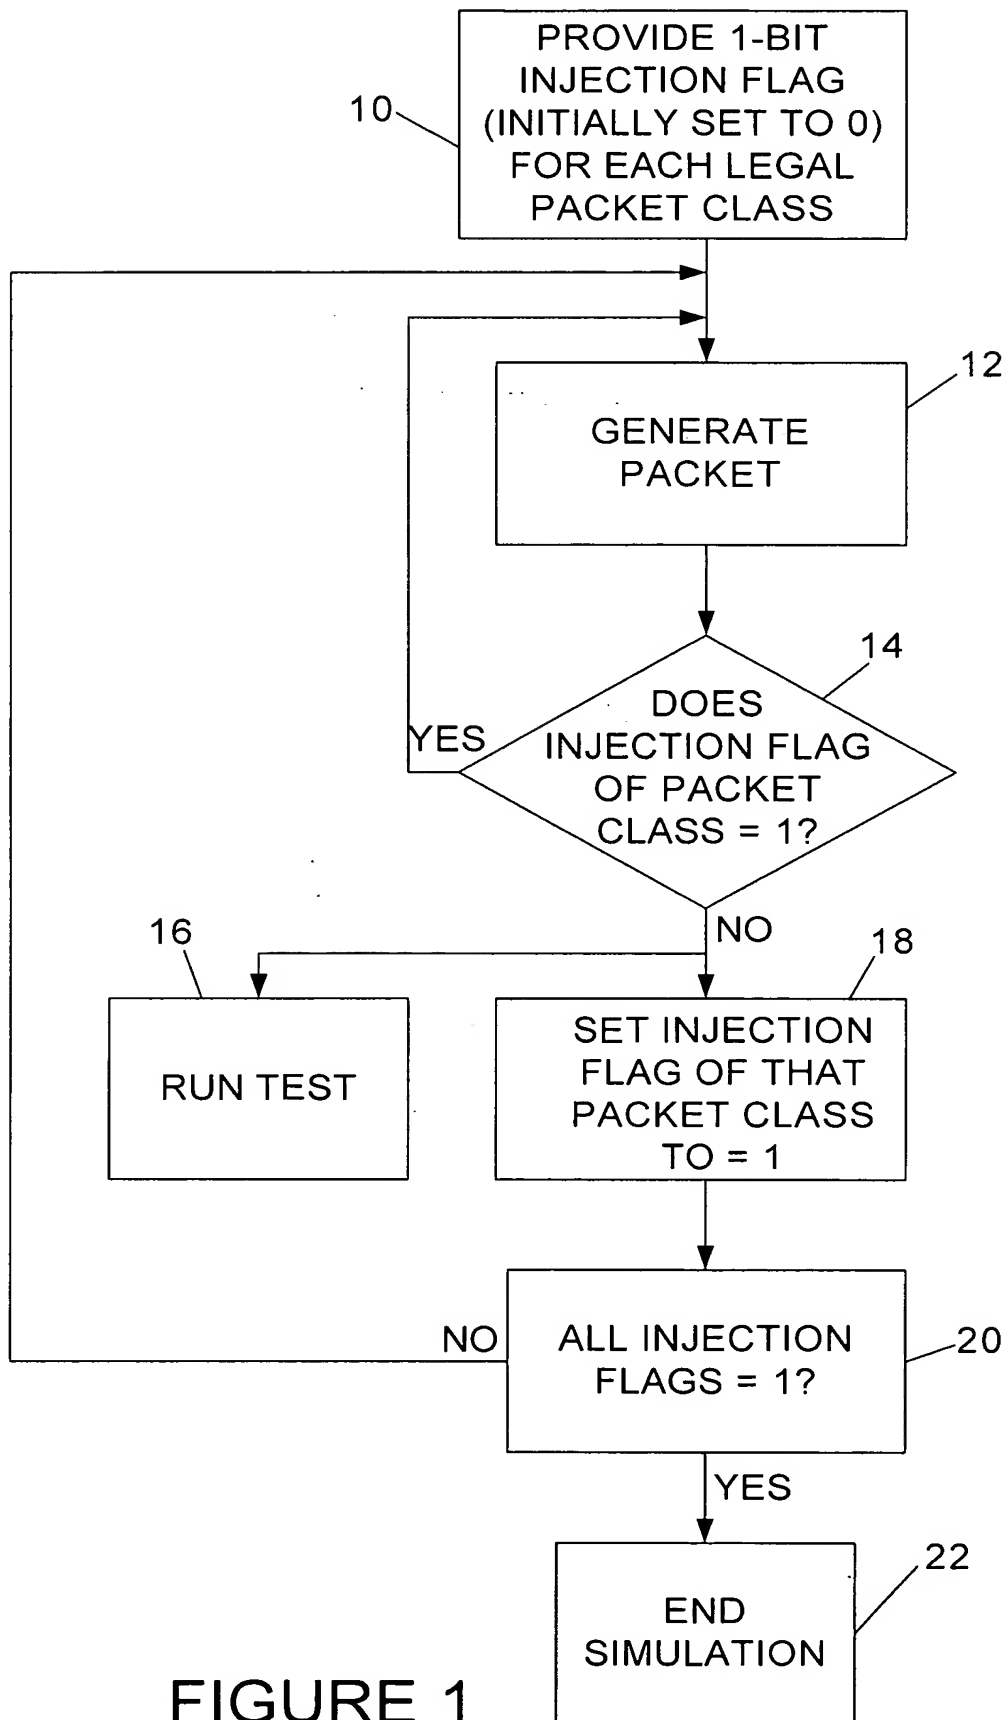 PROVIDE 1-BIT
INJECTION FLAG
(INITIALLY SET TO 0)
FOR EACH LEGAL
PACKET CLASS
10
GENERATE
PACKET
12
DOES
INJECTION FLAG
OF PACKET
CLASS = 1?
14
YES
NO
16
RUN TEST
18
SET INJECTION
FLAG OF THAT
PACKET CLASS
TO = 1
ALL INJECTION
FLAGS = 1?
20
NO
YES
22
END
SIMULATION
FIGURE 1